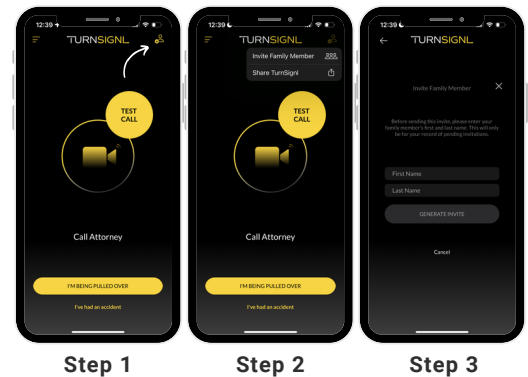 12:39
TURNSIGNL
TEST
CALL
Call Attorney
I'M BEING PULLED OVER
I've had an accident
Step 1
12:39
TURNSIGNL
Invite Family Member
Share TurnSignl
TEST
CALL
Call Attorney
I'M BEING PULLED OVER
I've had an accident
Step 2
12:39
TURNSIGNL
Invite Family Member
Before sending this invite, please enter your
family member's first and last name. This will only
be for your record of pending invitations.
First Name
Last Name
GENERATE INVITE
Cancel
Step 3